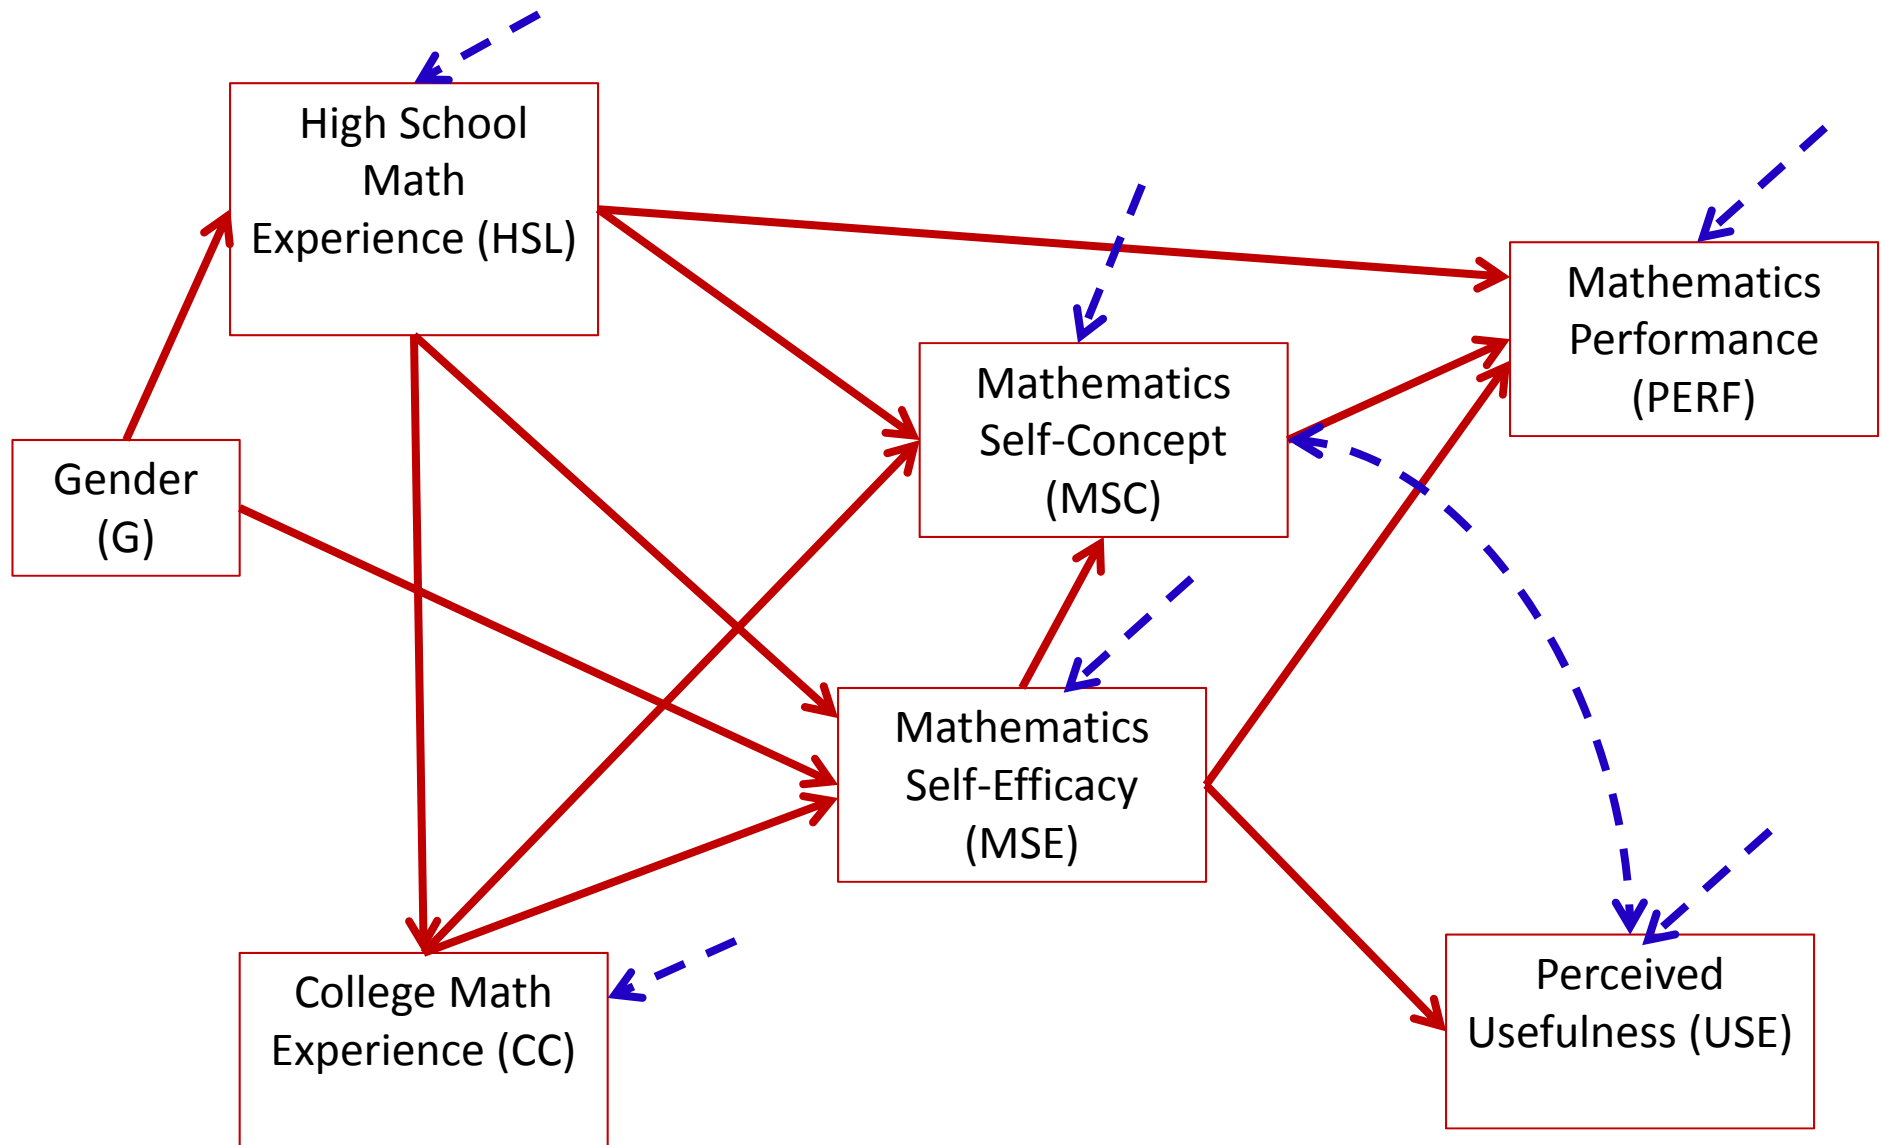 High School
Math
Experience (HSL)
Mathematics
Performance
(PERF)
Mathematics
Self-Concept
(MSC)
Gender
(G)
Mathematics
Self-Efficacy
(MSE)
College Math
Experience (CC)
Perceived
Usefulness (USE)